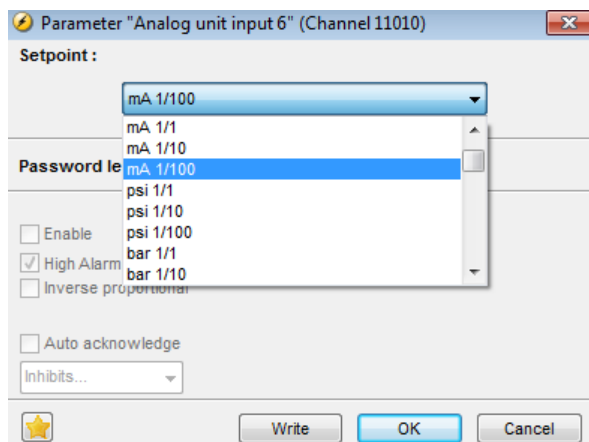 Parameter "Analog unit input 6" (Channel 11010)
Setpoint :
mA 1/100
mA 1/1
mA 1/10
mA 1/100
Password le
psi 1/1
psi 1/10
psi 1/100
bar 1/1
bar 1/10
Enable
High Alarm
Inverse proportional
Auto acknowledge
Inhibits...
Write
OK
Cancel